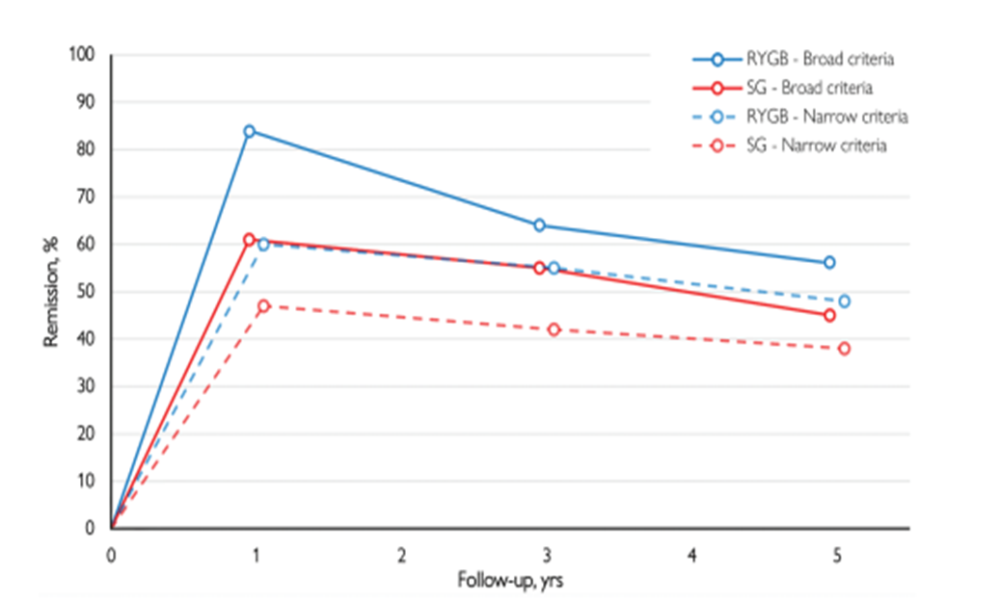 100
90
80
70
60
50
40
30
20
10
0
Remission, %
0 1 2 3 4 5
Follow-up, yrs
RYGB - Broad criteria
SG - Broad criteria
RYGB - Narrow criteria
SG - Narrow criteria